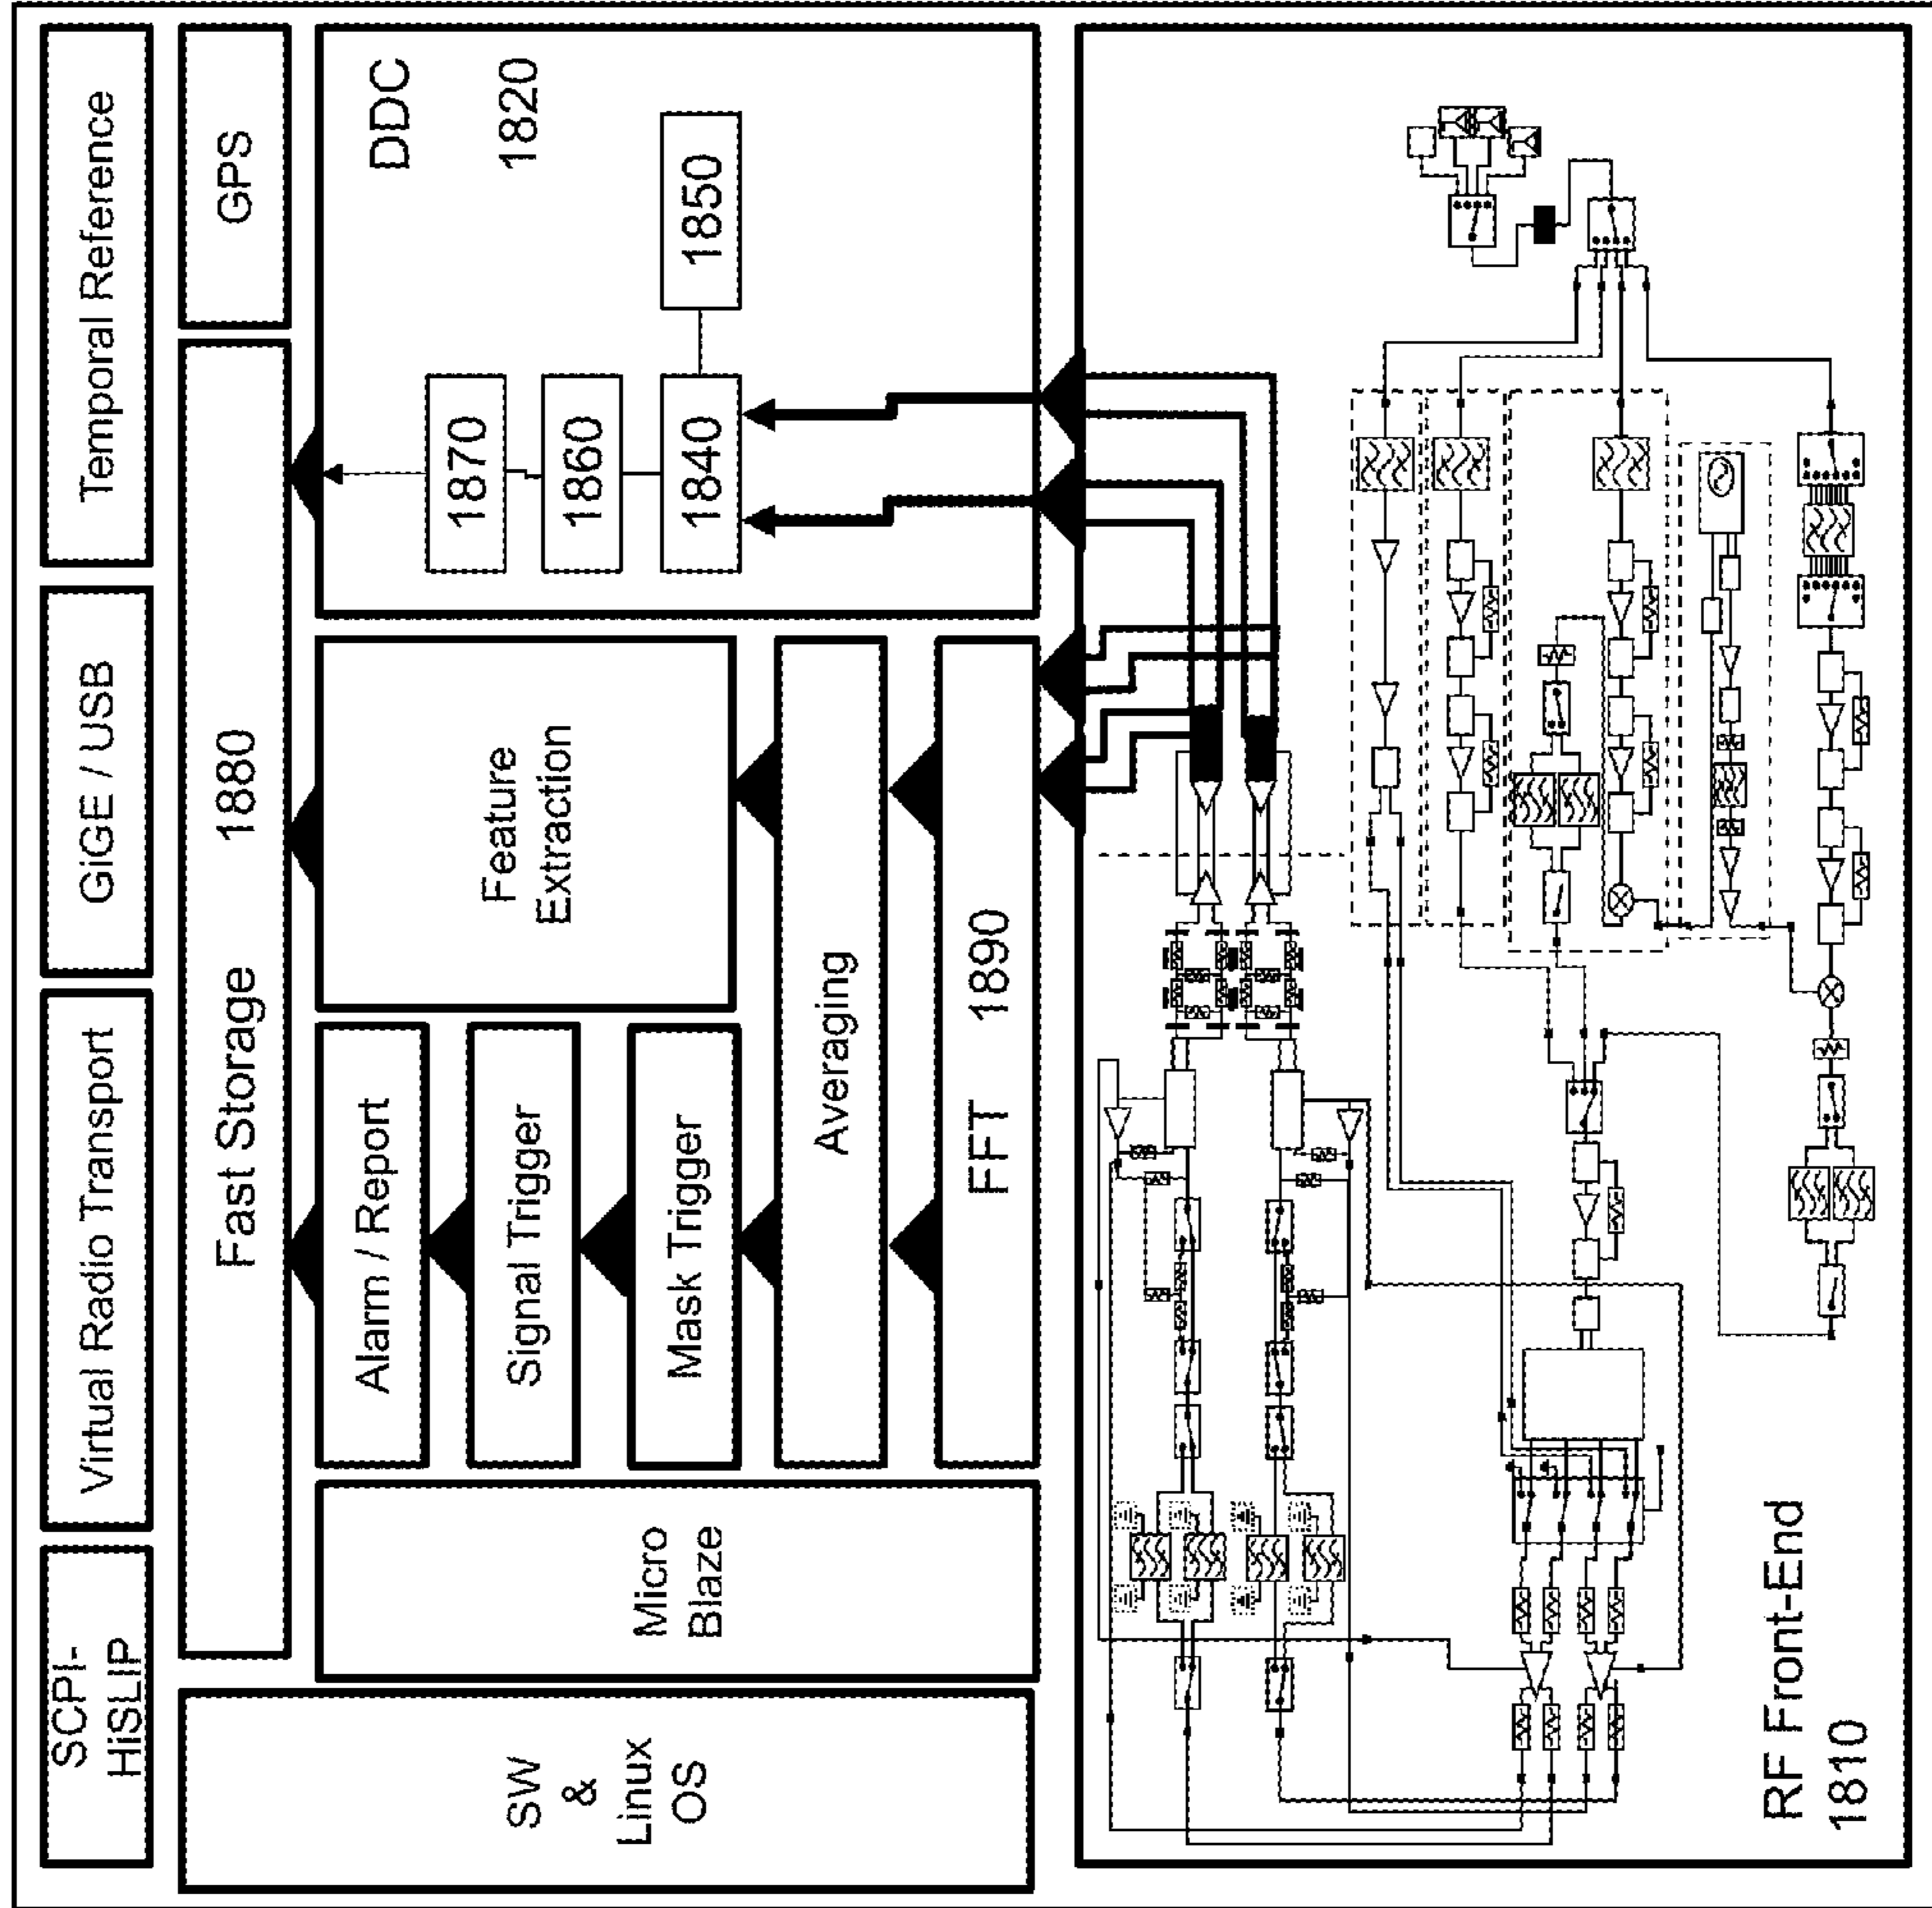 SCPI-
HiSLIP
Virtual Radio Transport
GiGE / USB
Temporal Reference
Fast Storage 1880
GPS
SW
&
Linux
OS
Micro
Blaze
Alarm / Report
Signal Trigger
Mask Trigger
Feature
Extraction
Averaging
FFT 1890
DDC
1820
1870
1860
1840
1850
RF Front-End
1810